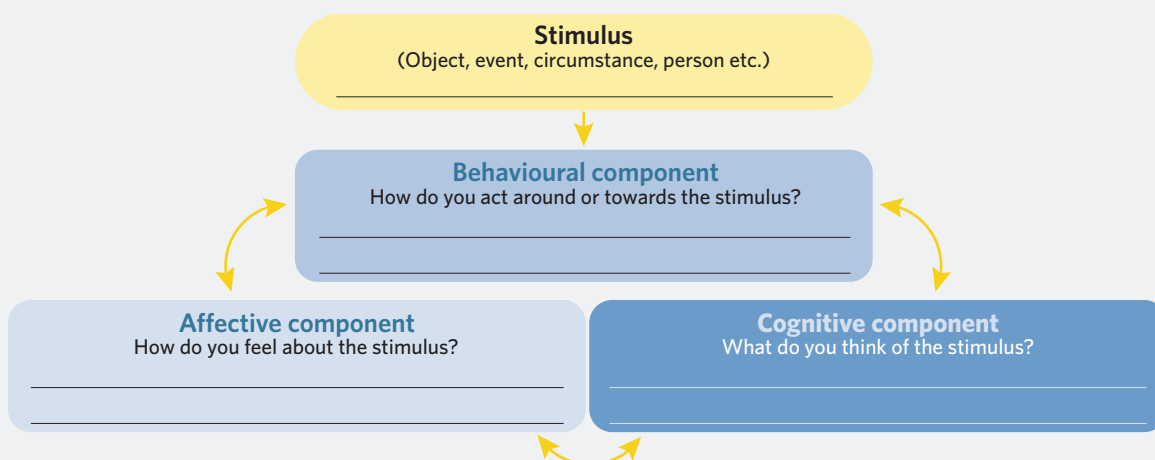 Stimulus
(Object, event, circumstance, person etc.)
Behavioural component
How do you act around or towards the stimulus?
Affective component
How do you feel about the stimulus?
Cognitive component
What do you think of the stimulus?